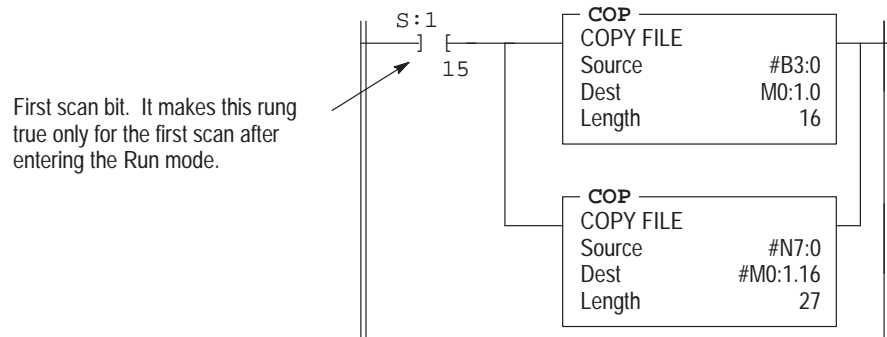 S:1
] [
15
First scan bit. It makes this rung
true only for the first scan after
entering the Run mode.
COP
COPY FILE
Source #B3:0
Dest M0:1.0
Length 16
COP
COPY FILE
Source #N7:0
Dest #M0:1.16
Length 27